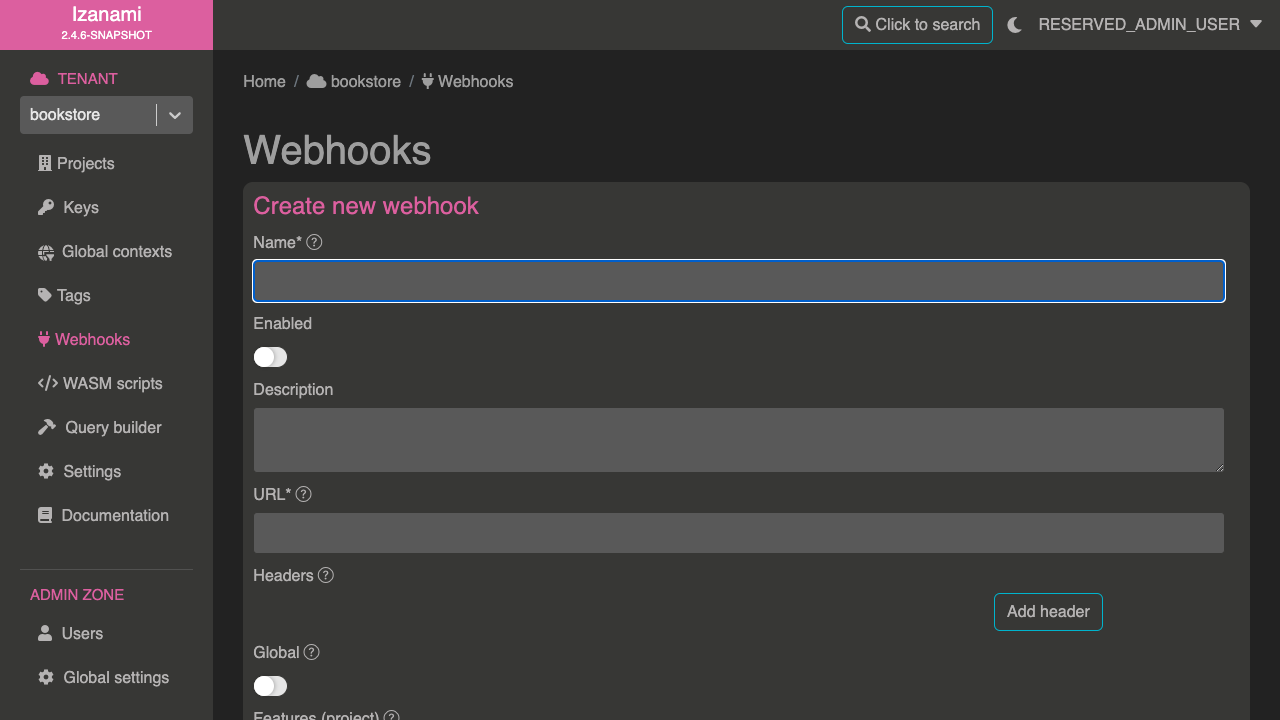 Izanami
2.4.6-SNAPSHOT
Click to search
RESERVED_ADMIN_USER
TENANT
bookstore
Projects
Keys
Global contexts
Tags
Webhooks
WASM scripts
Query builder
Settings
Documentation
ADMIN ZONE
Users
Global settings
Home / bookstore / Webhooks
Webhooks
Create new webhook
Name*
Enabled
Description
URL*
Headers
Add header
Global
Features (project)